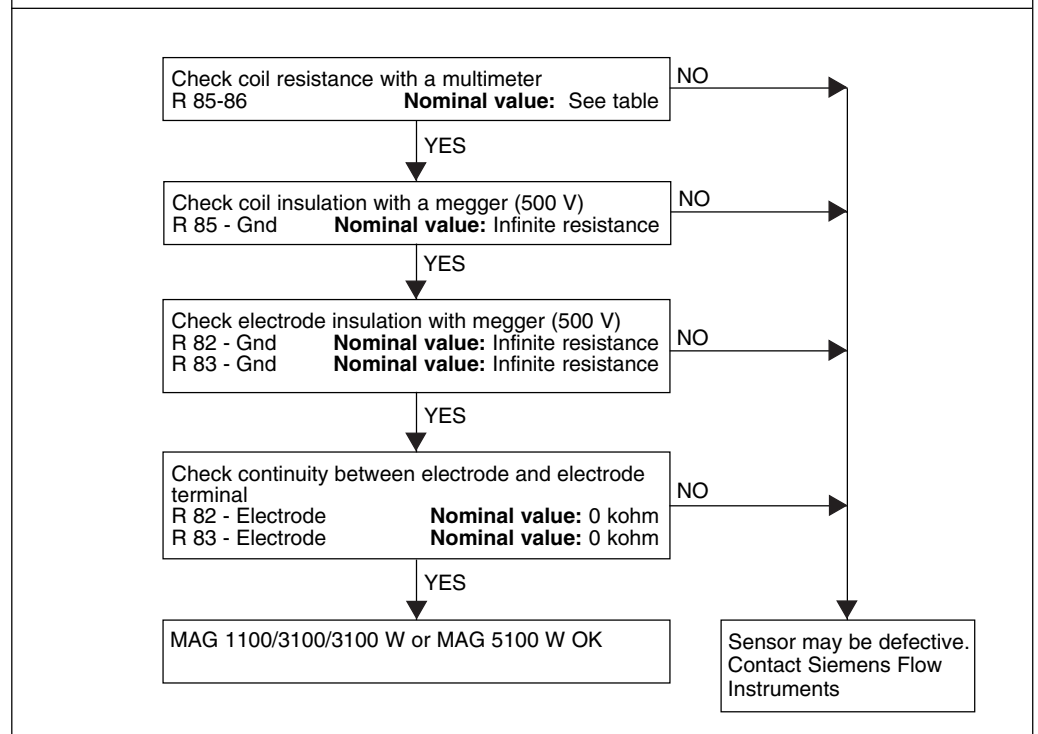 Check coil resistance with a multimeter
R 85-86 Nominal value: See table
NO
YES
Check coil insulation with a megger (500 V)
R 85 - Gnd Nominal value: Infinite resistance
NO
YES
Check electrode insulation with megger (500 V)
R 82 - Gnd Nominal value: Infinite resistance
R 83 - Gnd Nominal value: Infinite resistance
NO
YES
Check continuity between electrode and electrode
terminal
R 82 - Electrode Nominal value: 0 kohm
R 83 - Electrode Nominal value: 0 kohm
NO
YES
MAG 1100/3100/3100 W or MAG 5100 W OK
Sensor may be defective.
Contact Siemens Flow
Instruments